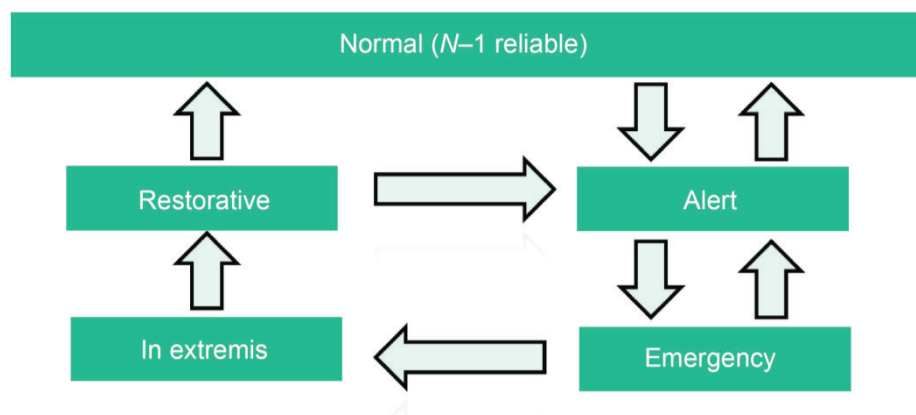 Normal (N–1 reliable)
Restorative
Alert
In extremis
Emergency